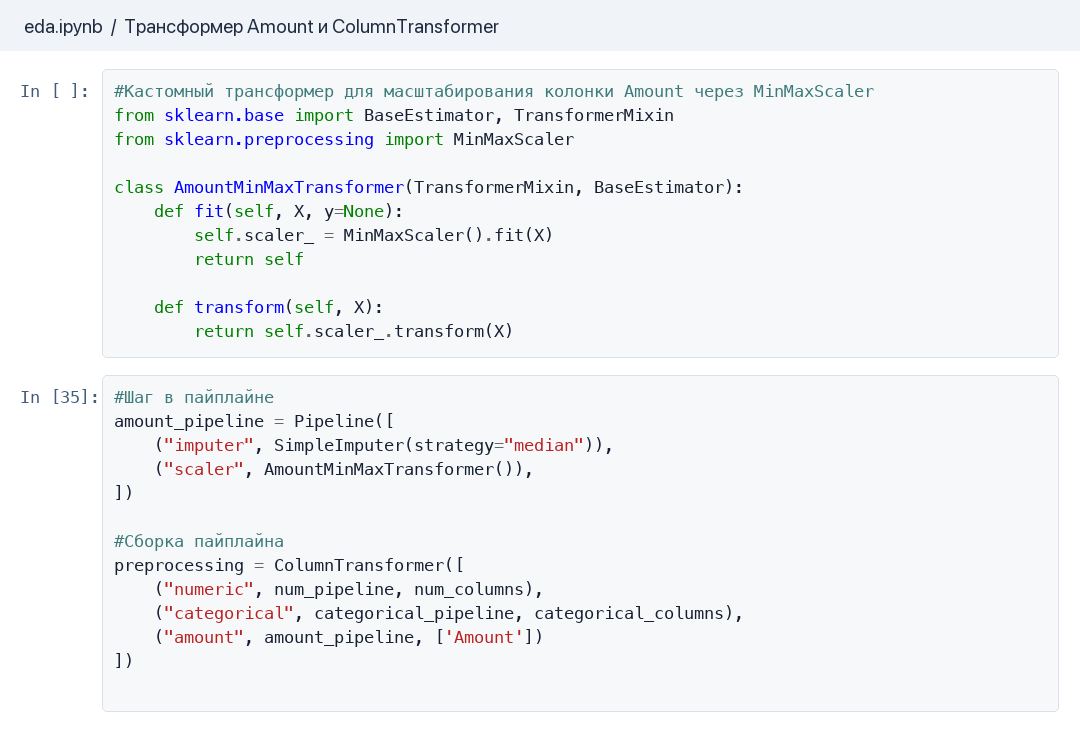 eda.ipynb / Трансформер Amount и ColumnTransformer
In [ ]:
#Кастомный трансформер для масштабирования колонки Amount через MinMaxScaler
from sklearn.base import BaseEstimator, TransformerMixin
from sklearn.preprocessing import MinMaxScaler

class AmountMinMaxTransformer(TransformerMixin, BaseEstimator):
    def fit(self, X, y=None):
        self.scaler_ = MinMaxScaler().fit(X)
        return self

    def transform(self, X):
        return self.scaler_.transform(X)

In [35]:
#Шаг в пайплайне
amount_pipeline = Pipeline([
    ("imputer", SimpleImputer(strategy="median")),
    ("scaler", AmountMinMaxTransformer()),
])

#Сборка пайплайна
preprocessing = ColumnTransformer([
    ("numeric", num_pipeline, num_columns),
    ("categorical", categorical_pipeline, categorical_columns),
    ("amount", amount_pipeline, ['Amount'])
])